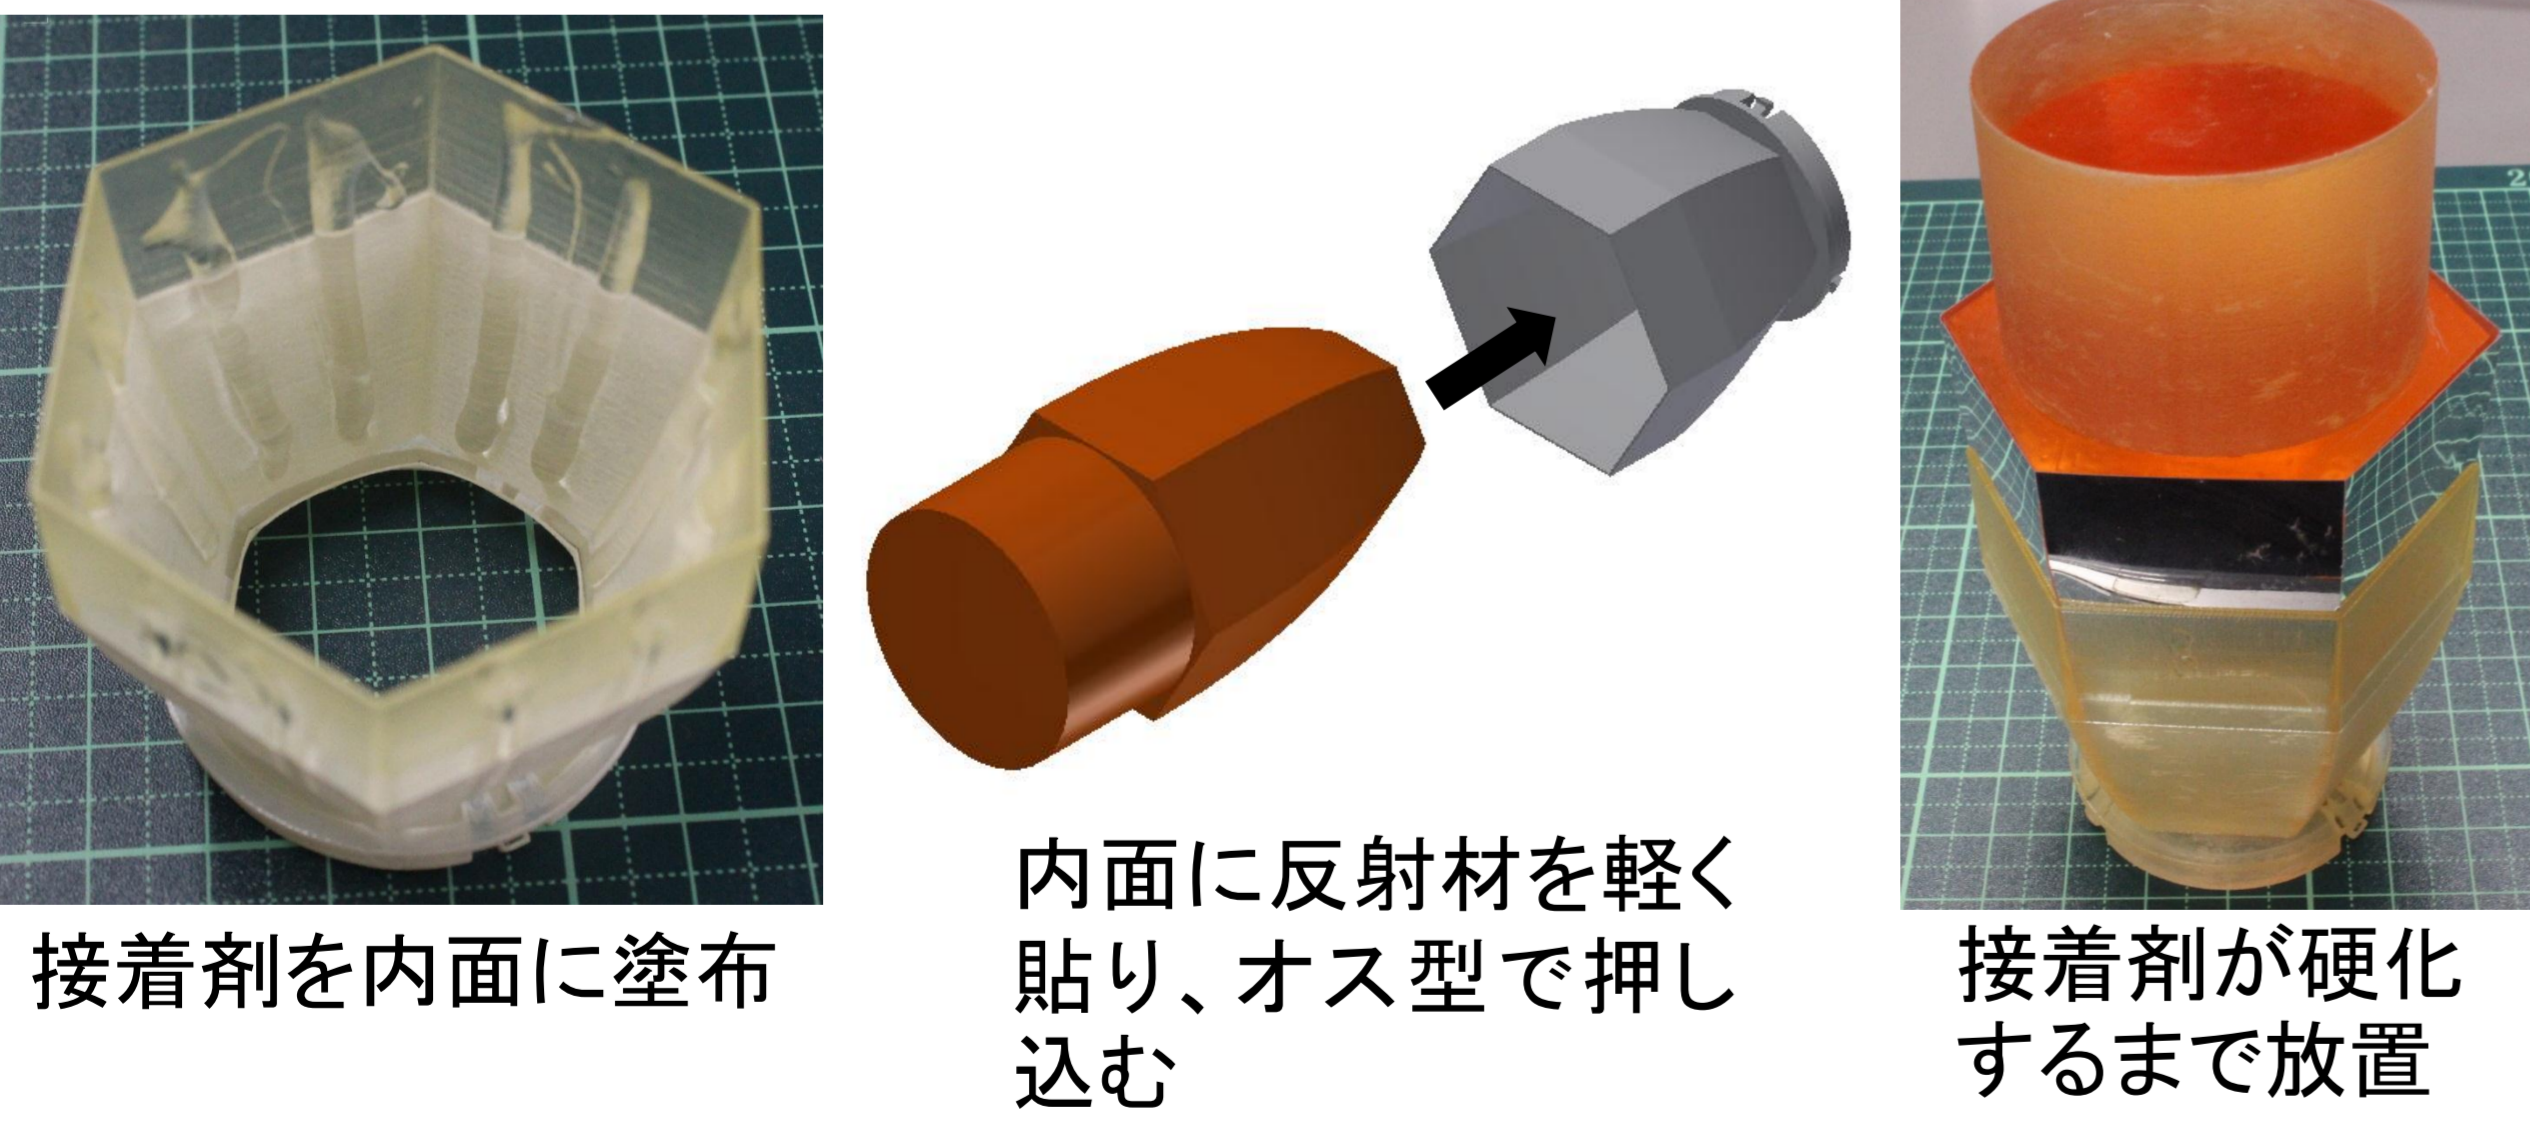 接着剤を内面に塗布
内面に反射材を軽く
貼り、オス型で押し
込む
接着剤が硬化
するまで放置